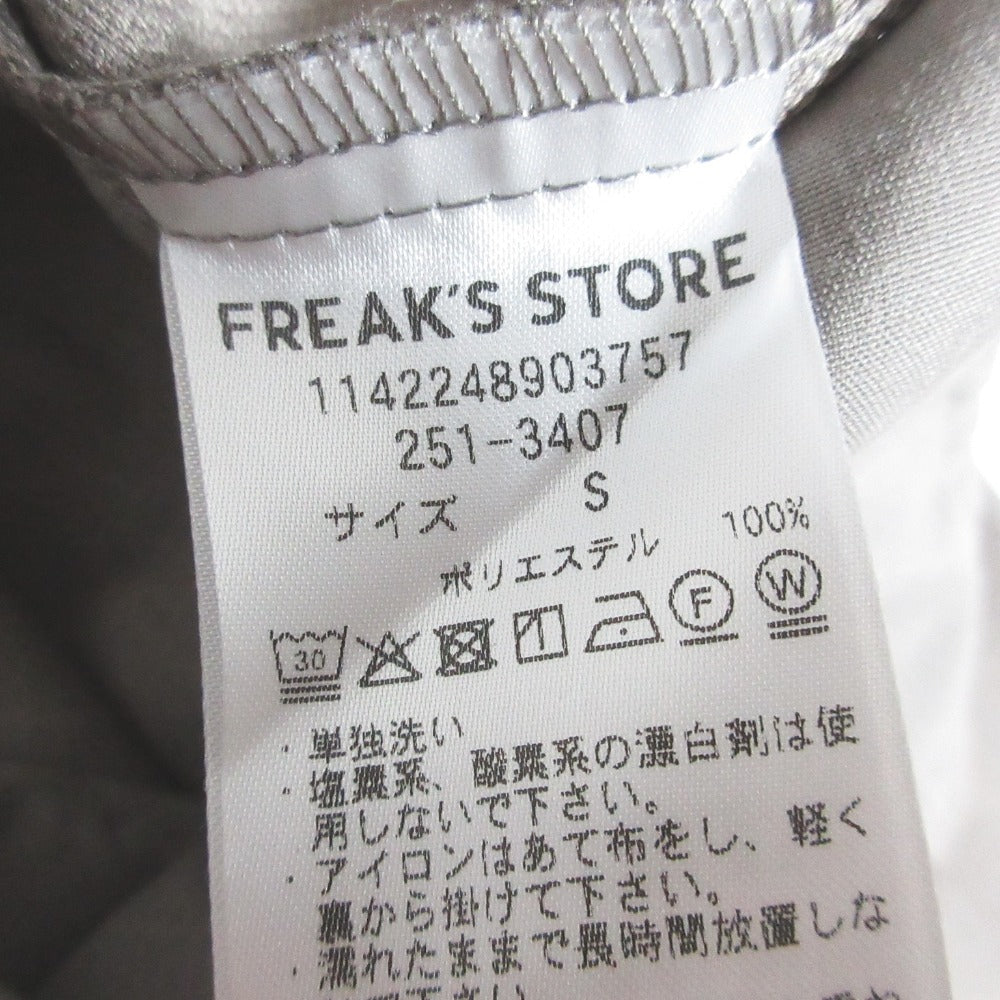 FREAK'S STORE
1142248903757
251-3407
サイズ S
ポリエステル 100%
30 F W
・単独洗い
・塩素系、酸素系の漂白剤は使
用しないで下さい。
・アイロンはあて布をし、軽く
裏から掛けて下さい。
・濡れたままで長時間放置しな